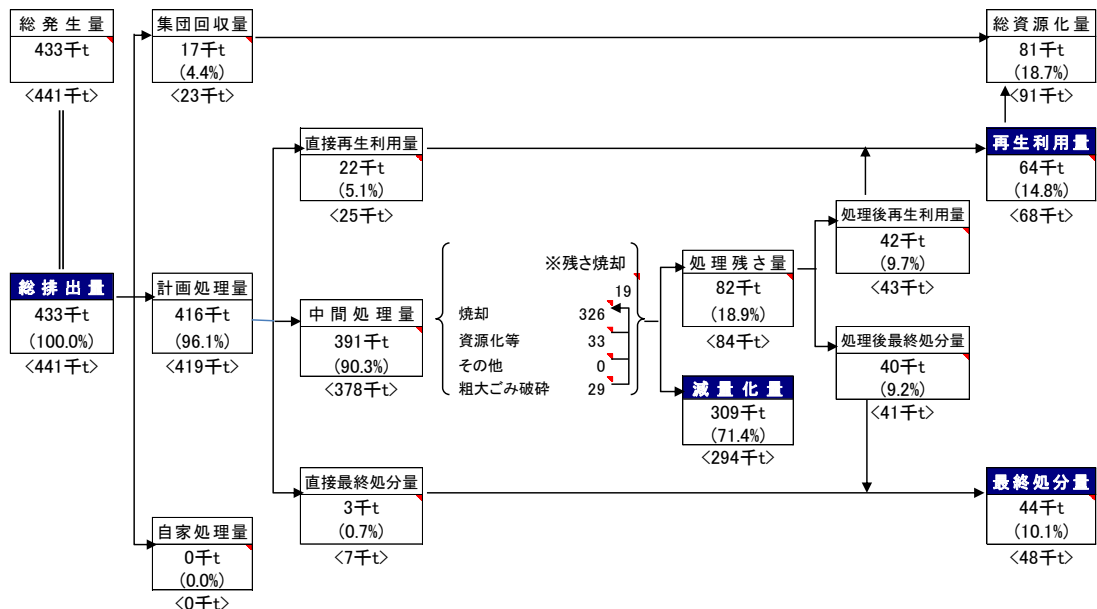 総発生量
433千t
<441千t>
集団回収量
17千t
(4.4%)
<23千t>
総資源化量
81千t
(18.7%)
<91千t>
直接再生利用量
22千t
(5.1%)
<25千t>
再生利用量
64千t
(14.8%)
<68千t>
処理後再生利用量
42千t
(9.7%)
<43千t>
総排出量
433千t
(100.0%)
<441千t>
計画処理量
416千t
(96.1%)
<419千t>
中間処理量
391千t
(90.3%)
<378千t>
※残さ焼却
19
焼却 326
資源化等 33
その他 0
粗大ごみ破砕 29
処理残さ量
82千t
(18.9%)
<84千t>
減量化量
309千t
(71.4%)
<294千t>
処理後最終処分量
40千t
(9.2%)
<41千t>
直接最終処分量
3千t
(0.7%)
<7千t>
最終処分量
44千t
(10.1%)
<48千t>
自家処理量
0千t
(0.0%)
<0千t>